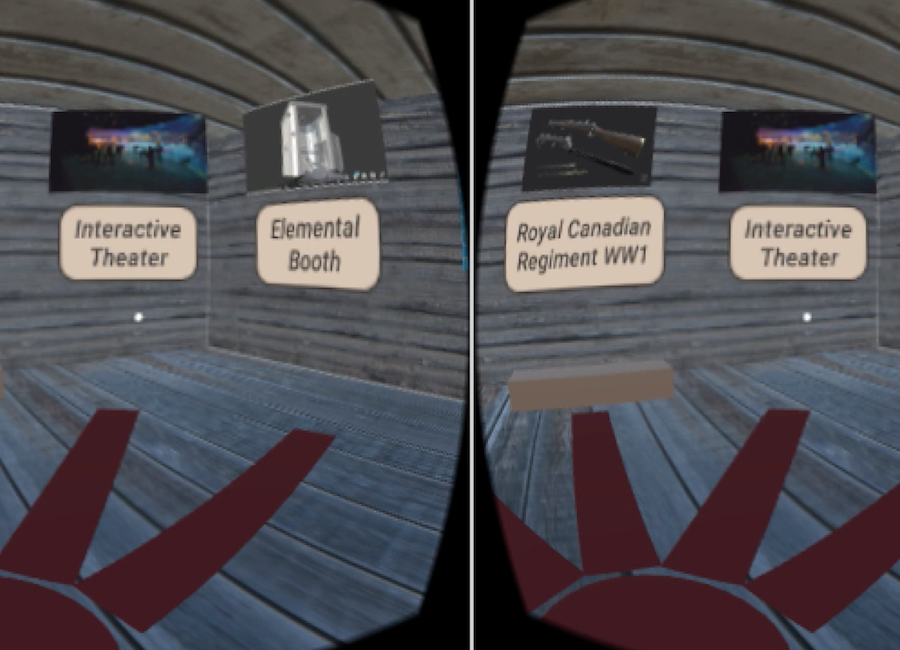 Interactive
Theater
Elemental
Booth
Royal Canadian
Regiment WW1
Interactive
Theater